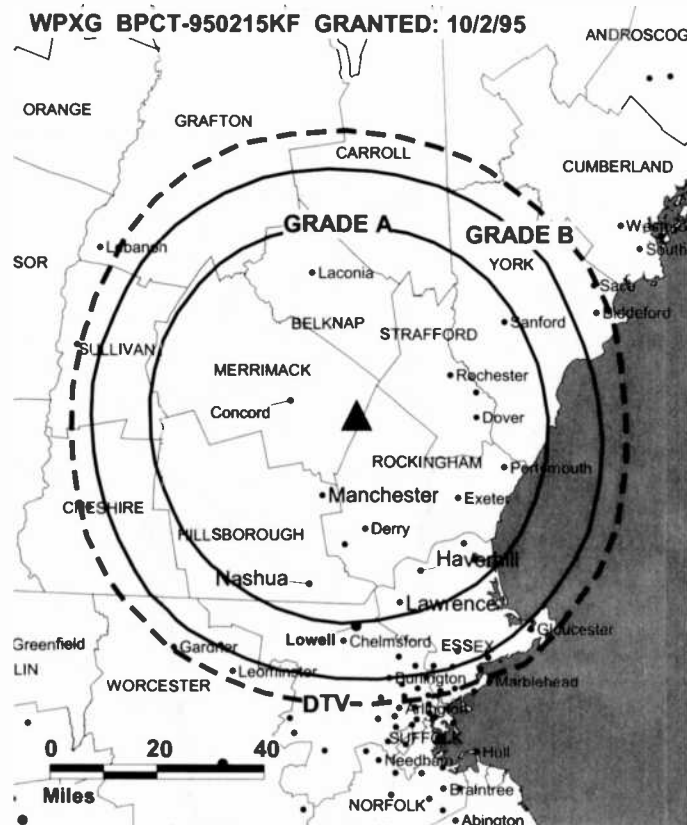 WPXG BPCT-950215KF GRANTED: 10/2/95
ANDROSCOG
ORANGE
GRAFTON
CARROLL
CUMBERLAND
GRADE A
GRADE B
Lebanon
SOR
YORK
South
Laconia
Saco
Biddeford
BELKNAP
STRAFFORD
Sanford
SULLIVAN
MERRIMACK
Rochester
Concord
Dover
ROCKINGHAM
Portsmouth
Manchester
Exeter
CHESHIRE
HILLSBOROUGH
Derry
Haverhill
Nashua
Lawrence
Gloucester
Greenfield
Gardner
Lowell
Chelmsford
ESSEX
LIN
Leominster
Burlington
WORCESTER
Marblehead
DTV
Arlington
SUFFOLK
0 20 40
Needham
Hull
Miles
NORFOLK
Braintree
Abington